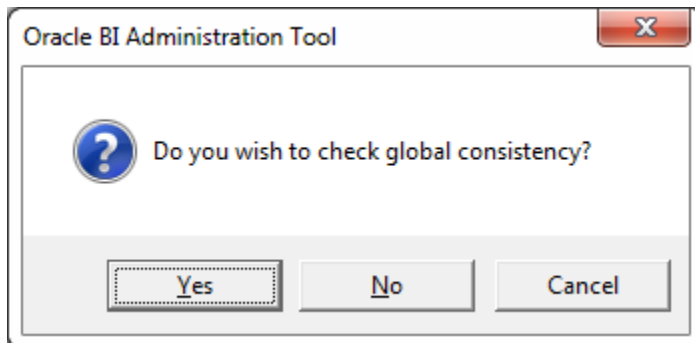 Oracle BI Administration Tool
Do you wish to check global consistency?
Yes
No
Cancel